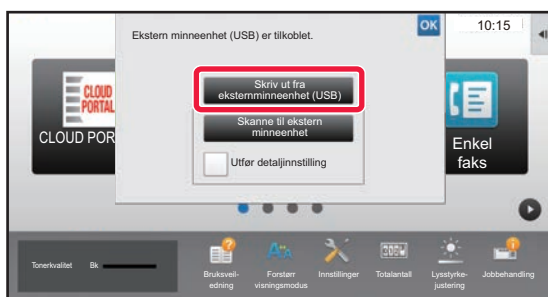 Ekstern minneenhet (USB) er tilkoblet.
OK
10:15
Skriv ut fra
eksternminneenhet (USB)
Skanne til ekstern
minneenhet
Utfør detaljinnstilling
CLOUD
PORTAL
CLOUD POR
Enkel
faks
Tonerkvalitet
Bk
Bruksveil-
edning
Forstørr
visningsmodus
Innstillinger
Totalantall
Lysstyrke-
justering
Jobbehandling